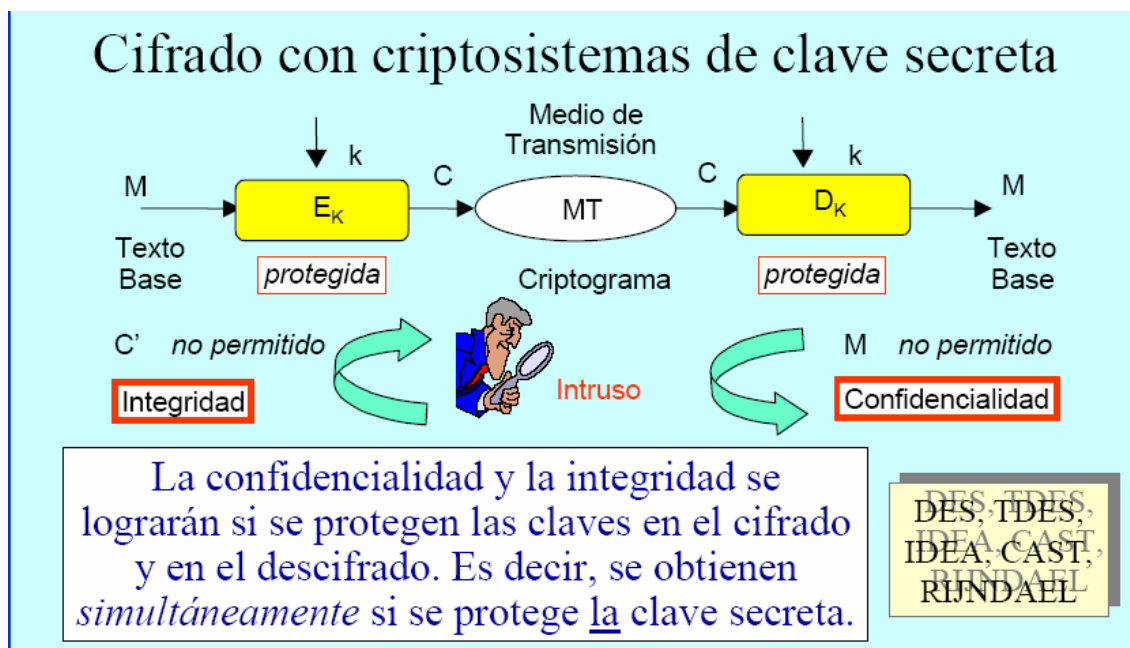 Cifrado con criptosistemas de clave secreta
Medio de
Transmisión
k
k
M
C
C
M
E_K
MT
D_K
Texto
Base
protegida
Criptograma
protegida
Texto
Base
C’ no permitido
M no permitido
Integridad
Intruso
Confidencialidad
La confidencialidad y la integridad se
lograrán si se protegen las claves en el cifrado
y en el descifrado. Es decir, se obtienen
simultáneamente si se protege la clave secreta.
DES, TDES,
IDEA, CAST,
RIJNDAEL